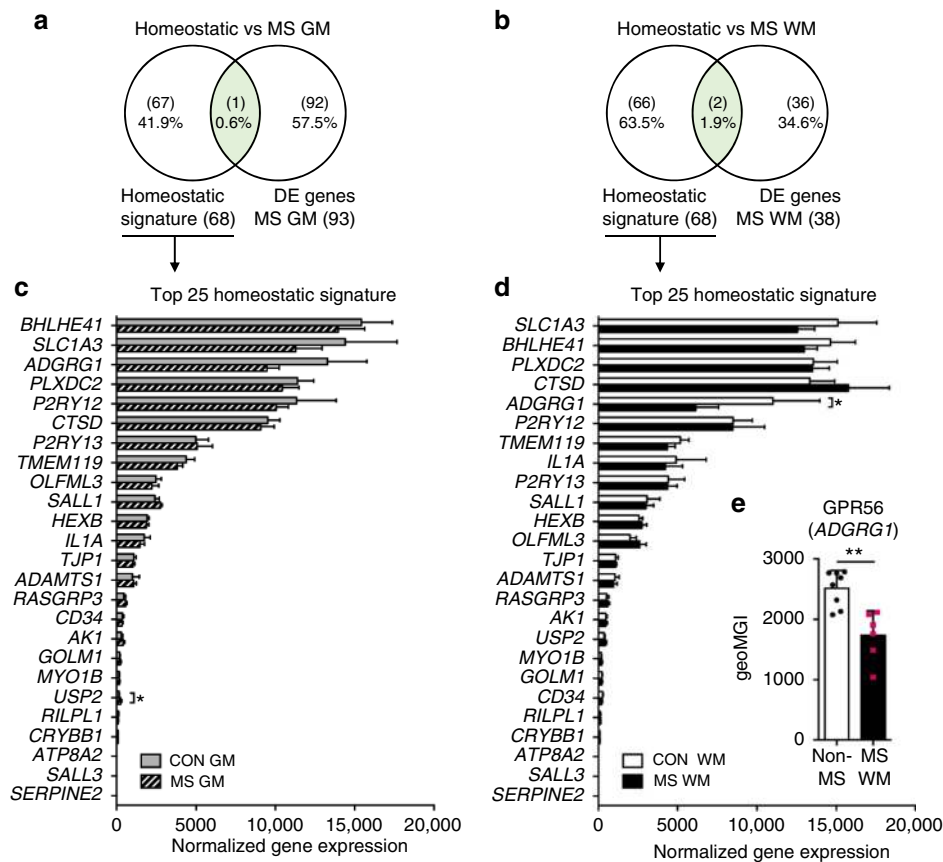 a
Homeostatic vs MS GM
(67)
41.9%
(1)
0.6%
(92)
57.5%
Homeostatic
signature (68)
DE genes
MS GM (93)
b
Homeostatic vs MS WM
(66)
63.5%
(2)
1.9%
(36)
34.6%
Homeostatic
signature (68)
DE genes
MS WM (38)
c
Top 25 homeostatic signature
BHLHE41
SLC1A3
ADGRG1
PLXDC2
P2RY12
CTSD
P2RY13
TMEM119
OLFML3
SALL1
HEXB
IL1A
TJP1
ADAMTS1
RASGRP3
CD34
AK1
GOLM1
MYO1B
USP2
*
RILPL1
CRYBB1
ATP8A2
SALL3
SERPINE2
CON GM
MS GM
0
5000
10,000
15,000
20,000
Normalized gene expression
d
Top 25 homeostatic signature
SLC1A3
BHLHE41
PLXDC2
CTSD
ADGRG1
*
P2RY12
TMEM119
IL1A
P2RY13
SALL1
HEXB
OLFML3
TJP1
ADAMTS1
RASGRP3
AK1
USP2
MYO1B
GOLM1
CD34
RILPL1
CRYBB1
ATP8A2
SALL3
SERPINE2
CON WM
MS WM
0
5000
10,000
15,000
20,000
Normalized gene expression
e
GPR56
(ADGRG1)
**
3000
2000
1000
0
geoMGI
Non-
MS
MS
WM